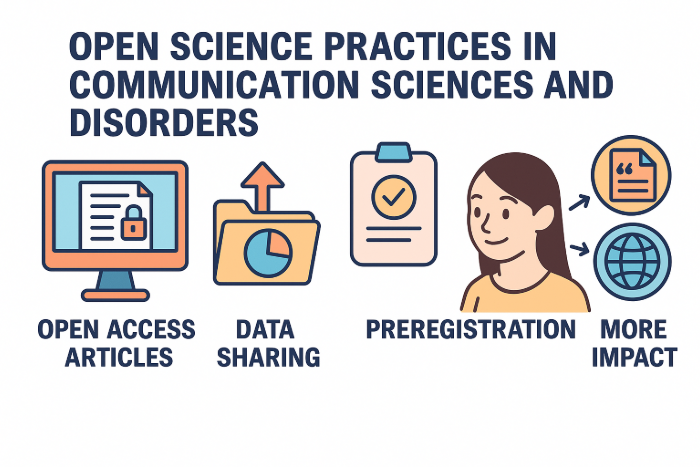 OPEN SCIENCE PRACTICES IN
COMMUNICATION SCIENCES AND
DISORDERS
OPEN ACCESS
ARTICLES
DATA
SHARING
PREREGISTRATION
MORE
IMPACT